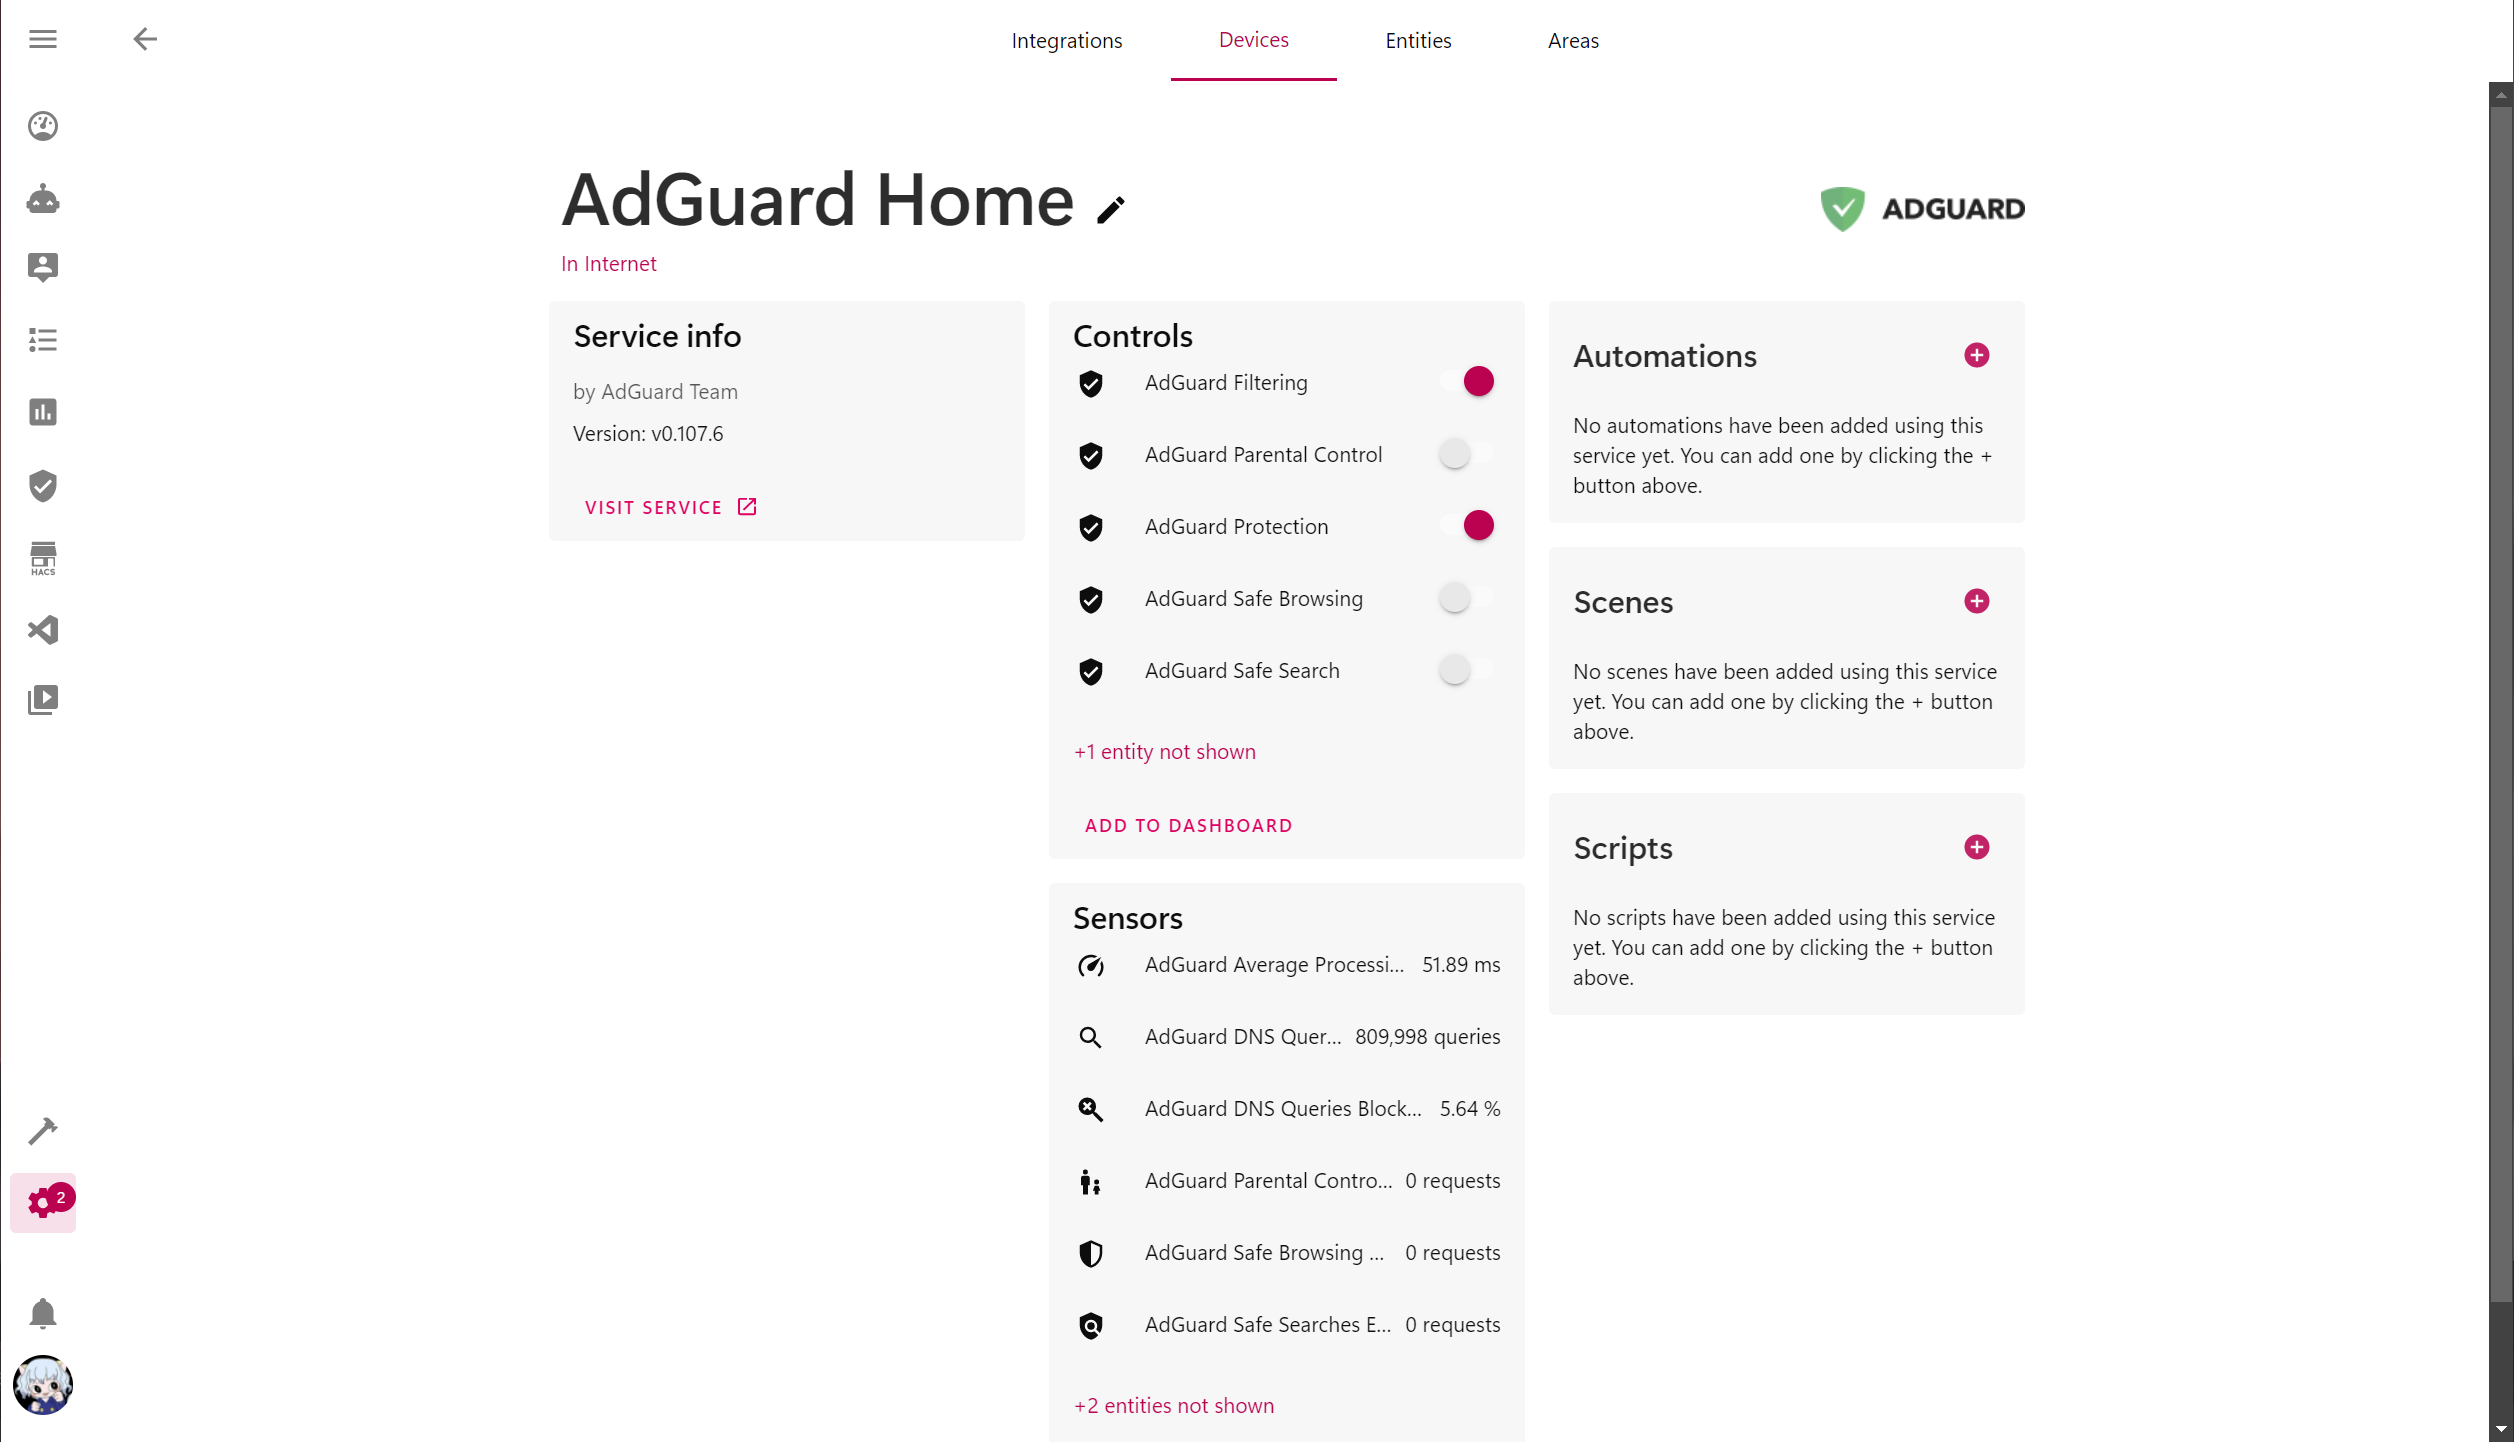 Integrations
Devices
Entities
Areas
AdGuard Home
ADGUARD
In Internet
Service info
by AdGuard Team
Version: v0.107.6
VISIT SERVICE
Controls
AdGuard Filtering
AdGuard Parental Control
AdGuard Protection
AdGuard Safe Browsing
AdGuard Safe Search
+1 entity not shown
ADD TO DASHBOARD
Sensors
AdGuard Average Processi... 51.89 ms
AdGuard DNS Quer... 809,998 queries
AdGuard DNS Queries Block... 5.64 %
AdGuard Parental Contro... 0 requests
AdGuard Safe Browsing ... 0 requests
AdGuard Safe Searches E... 0 requests
+2 entities not shown
Automations
No automations have been added using this
service yet. You can add one by clicking the +
button above.
Scenes
No scenes have been added using this service
yet. You can add one by clicking the + button
above.
Scripts
No scripts have been added using this service
yet. You can add one by clicking the + button
above.
HACS
2